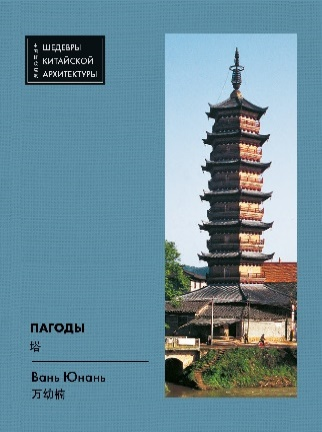 ШЕДЕВРЫ
КИТАЙСКОЙ
АРХИТЕКТУРЫ
ПАГОДЫ
塔
Вань Юнань
万幼楠